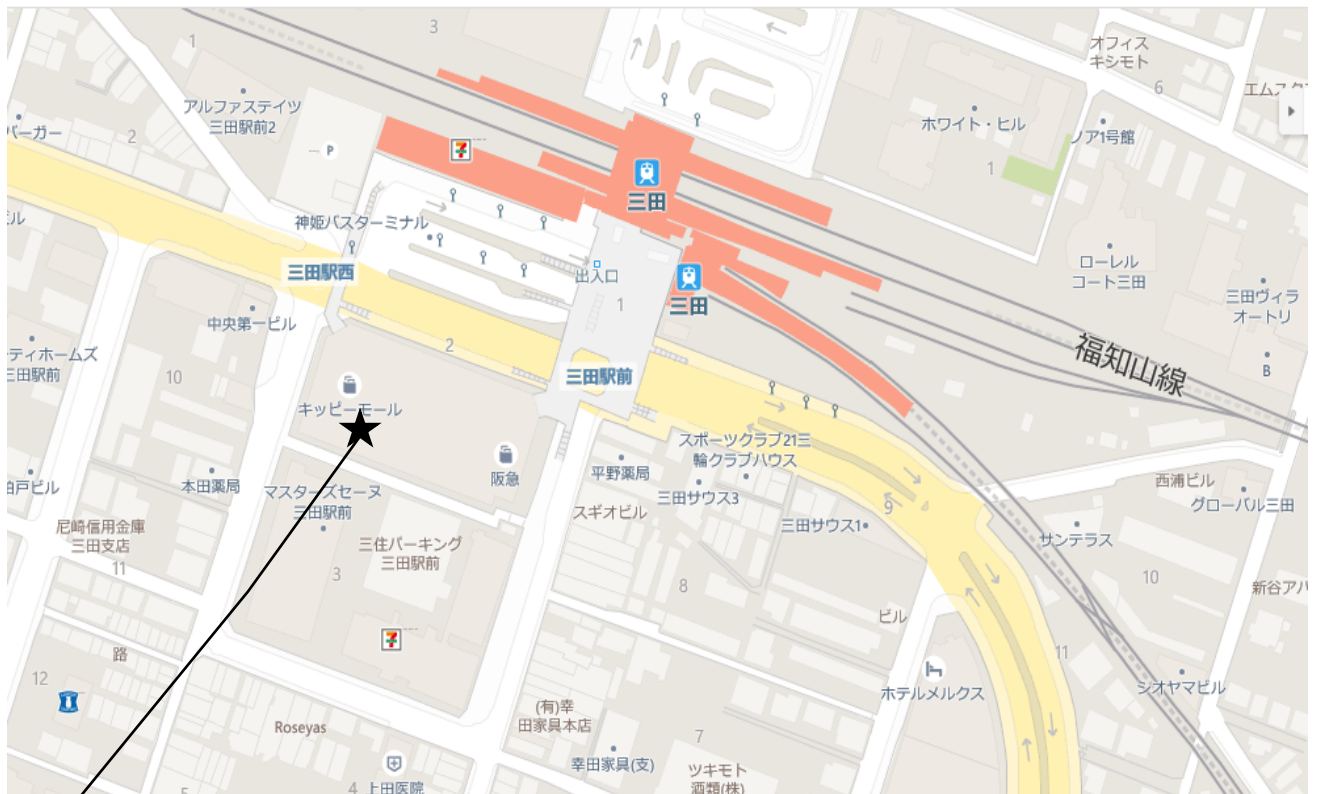 3
1
オフィス
キシモト
6
アルファステイツ
三田駅前2
2
バーガー
P
ホワイト・ヒル
ノア1号館
1
三田
神姫バスターミナル
三田駅西
出入口
1
三田
ローレル
コート三田
三田ヴィラ
オートリ
中央第一ビル
2
福知山線
B
ティホームズ
三田駅前
10
三田駅前
キッピーモール
阪急
平野薬局
スポーツクラブ21三
輪クラブハウス
三田サウス3
西浦ビル
グローバル三田
本田薬局
マスターズセーヌ
三田駅前
スギオビル
三田サウス1
9
サンテラス
尼崎信用金庫
三田支店
三住パーキング
三田駅前
11
3
8
10
新谷アパ
ビル
7
路
12
11
ホテルメルクス
シオヤマビル
Roseyas
(有)幸
田家具本店
7
幸田家具(支)
ツキモト
酒類(株)
4
上田医院
5